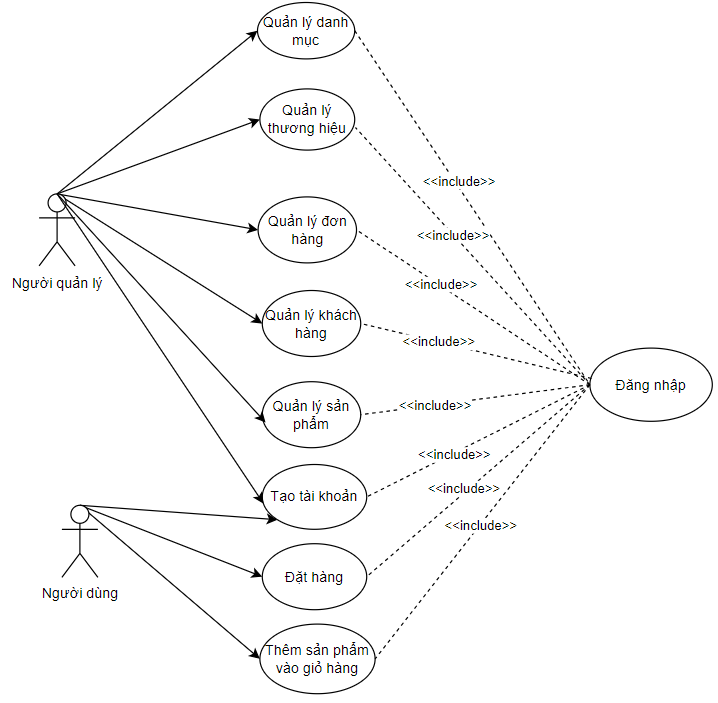 Quản lý danh
mục
Quản lý
thương hiệu
<<include>>
Quản lý đơn
hàng
<<include>>
Người quản lý
<<include>>
Quản lý khách
hàng
<<include>>
Đăng nhập
Quản lý sản
phẩm
<<include>>
<<include>>
Tạo tài khoản
<<include>>
<<include>>
Người dùng
Đặt hàng
Thêm sản phẩm
vào giỏ hàng